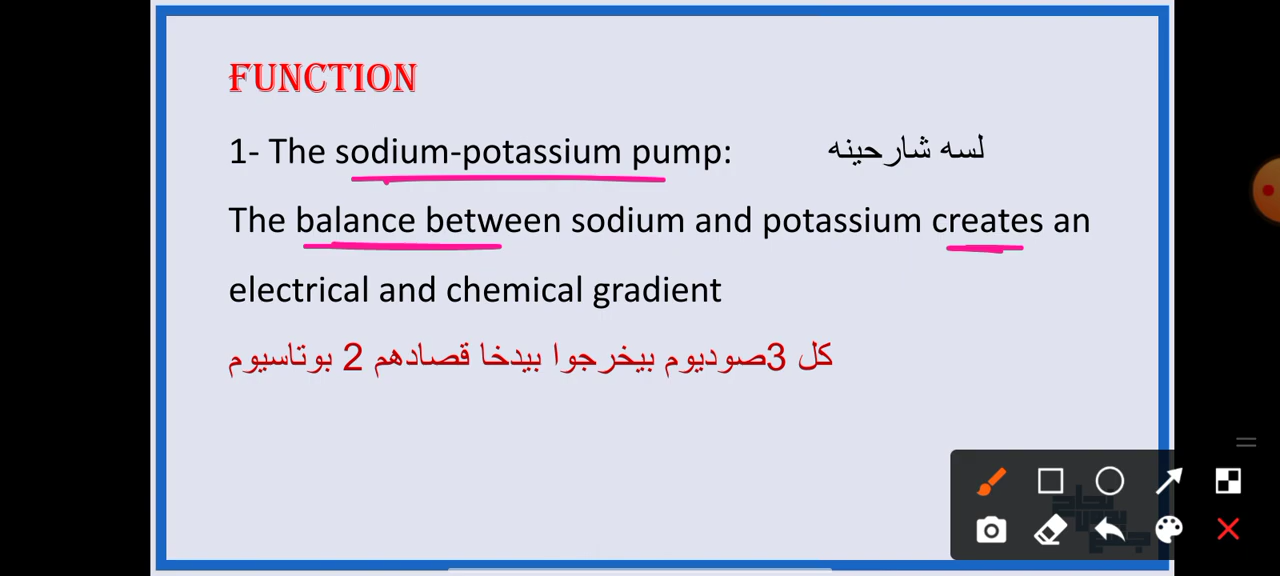 FUNCTION
1- The sodium-potassium pump: لسه شارحينه
The balance between sodium and potassium creates an
electrical and chemical gradient
كل 3صوديوم بيخرجوا بيدخا قصادهم 2 بوتاسيوم